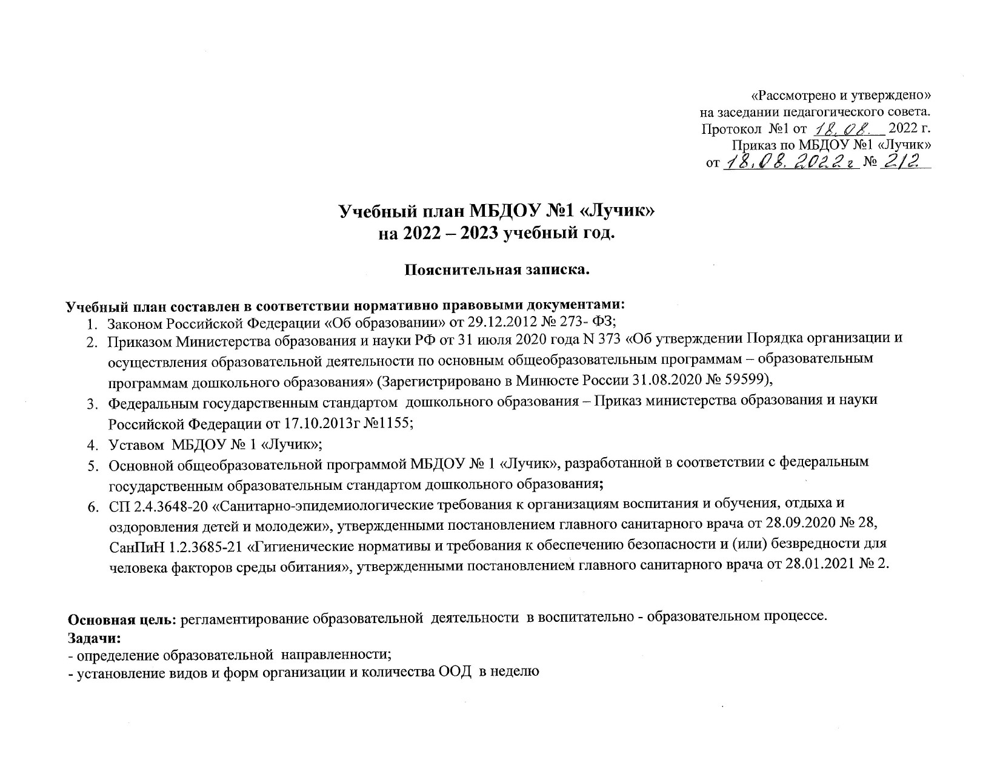 «Рассмотрено и утверждено»
на заседании педагогического совета.
Протокол №1 от 18.08. 2022 г.
Приказ по МБДОУ №1 «Лучик»
от 18.08.2022 г № 2/2
Учебный план МБДОУ №1 «Лучик»
на 2022 – 2023 учебный год.
Пояснительная записка.
Учебный план составлен в соответствии нормативно правовыми документами:
1. Законом Российской Федерации «Об образовании» от 29.12.2012 № 273- ФЗ;
2. Приказом Министерства образования и науки РФ от 31 июля 2020 года N 373 «Об утверждении Порядка организации и
осуществления образовательной деятельности по основным общеобразовательным программам – образовательным
программам дошкольного образования» (Зарегистрировано в Минюсте России 31.08.2020 № 59599),
3. Федеральным государственным стандартом дошкольного образования – Приказ министерства образования и науки
Российской Федерации от 17.10.2013г №1155;
4. Уставом МБДОУ № 1 «Лучик»;
5. Основной общеобразовательной программой МБДОУ № 1 «Лучик», разработанной в соответствии с федеральным
государственным образовательным стандартом дошкольного образования;
6. СП 2.4.3648-20 «Санитарно-эпидемиологические требования к организациям воспитания и обучения, отдыха и
оздоровления детей и молодежи», утвержденными постановлением главного санитарного врача от 28.09.2020 № 28,
СанПиН 1.2.3685-21 «Гигиенические нормативы и требования к обеспечению безопасности и (или) безвредности для
человека факторов среды обитания», утвержденными постановлением главного санитарного врача от 28.01.2021 № 2.
Основная цель: регламентирование образовательной деятельности в воспитательно - образовательном процессе.
Задачи:
- определение образовательной направленности;
- установление видов и форм организации и количества ООД в неделю